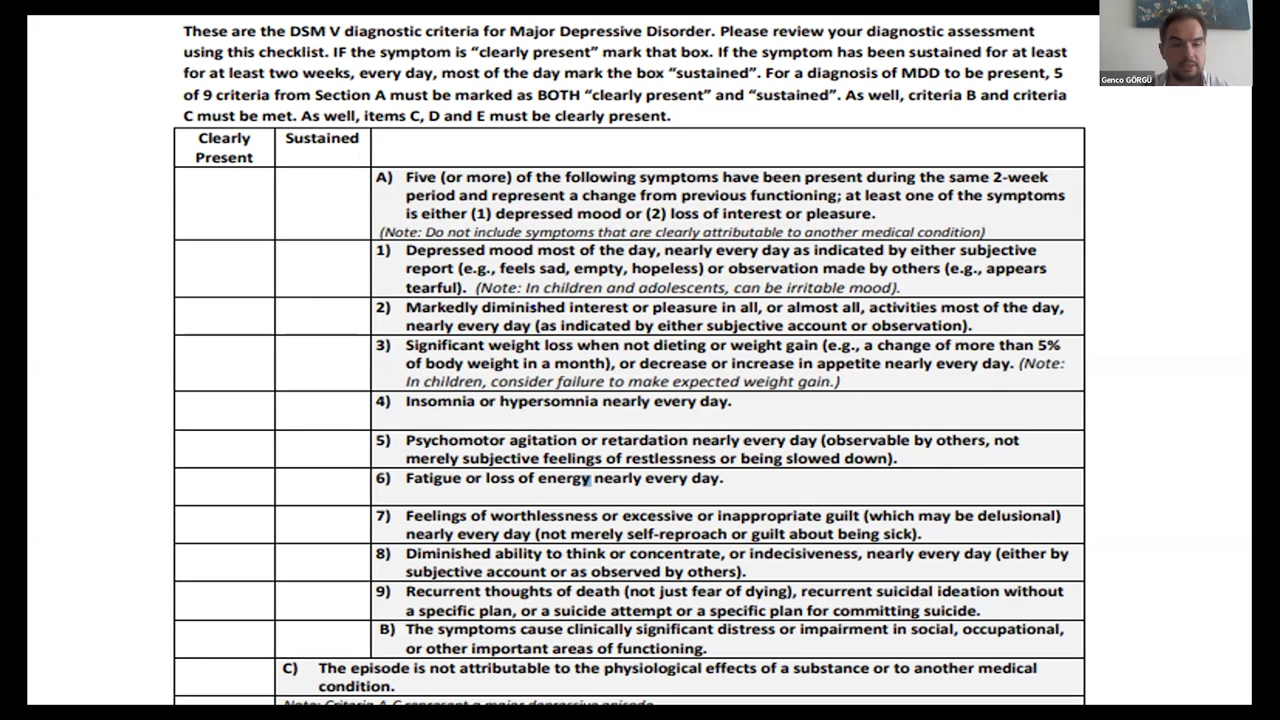 These are the DSM V diagnostic criteria for Major Depressive Disorder. Please review your diagnostic assessment
using this checklist. IF the symptom is “clearly present” mark that box. If the symptom has been sustained for at least
for at least two weeks, every day, most of the day mark the box “sustained”. For a diagnosis of MDD to be present, 5
of 9 criteria from Section A must be marked as BOTH “clearly present” and “sustained”. As well, criteria B and criteria
C must be met. As well, items C, D and E must be clearly present.
Genco GÖRGÜ
Clearly
Present
Sustained
A) Five (or more) of the following symptoms have been present during the same 2-week
period and represent a change from previous functioning; at least one of the symptoms
is either (1) depressed mood or (2) loss of interest or pleasure.
(Note: Do not include symptoms that are clearly attributable to another medical condition)
1) Depressed mood most of the day, nearly every day as indicated by either subjective
report (e.g., feels sad, empty, hopeless) or observation made by others (e.g., appears
tearful). (Note: In children and adolescents, can be irritable mood).
2) Markedly diminished interest or pleasure in all, or almost all, activities most of the day,
nearly every day (as indicated by either subjective account or observation).
3) Significant weight loss when not dieting or weight gain (e.g., a change of more than 5%
of body weight in a month), or decrease or increase in appetite nearly every day. (Note:
In children, consider failure to make expected weight gain.)
4) Insomnia or hypersomnia nearly every day.
5) Psychomotor agitation or retardation nearly every day (observable by others, not
merely subjective feelings of restlessness or being slowed down).
6) Fatigue or loss of energy nearly every day.
7) Feelings of worthlessness or excessive or inappropriate guilt (which may be delusional)
nearly every day (not merely self-reproach or guilt about being sick).
8) Diminished ability to think or concentrate, or indecisiveness, nearly every day (either by
subjective account or as observed by others).
9) Recurrent thoughts of death (not just fear of dying), recurrent suicidal ideation without
a specific plan, or a suicide attempt or a specific plan for committing suicide.
B) The symptoms cause clinically significant distress or impairment in social, occupational,
or other important areas of functioning.
C) The episode is not attributable to the physiological effects of a substance or to another medical
condition.
Note: Criteria A-C represent a major depressive episode